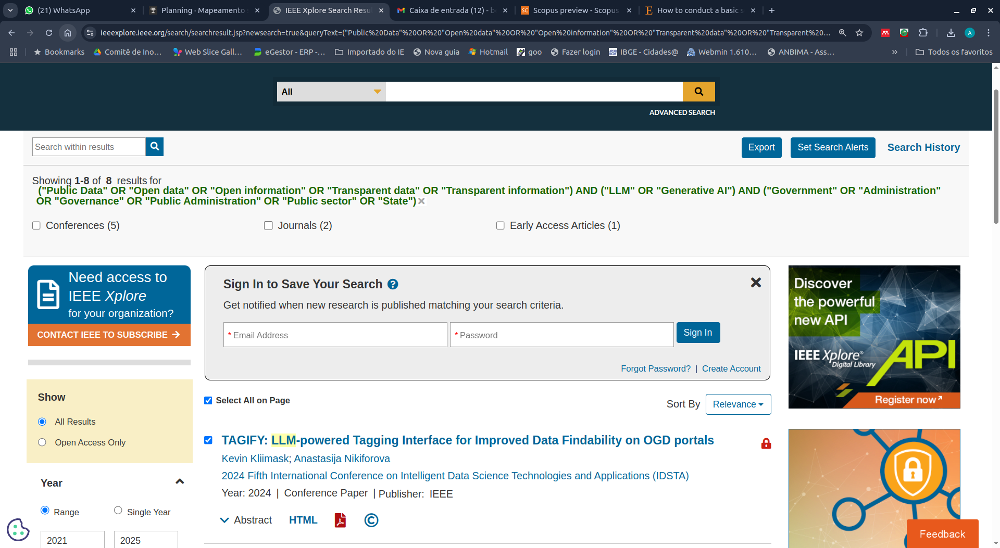 (21) WhatsApp
Planning · Mapeamento
IEEE Xplore Search Resu
Caixa de entrada (12) - b
Scopus preview - Scopus
How to conduct a basic s
ieeexplore.ieee.org/search/searchresult.jsp?newsearch=true&queryText=("Public%20Data"%20OR%20"Open%20data"%20OR%20"Open%20information"%20OR%20"Transparent%20data"%20OR%20"Transparent%20...
A
Bookmarks
Comitê de Ino...
Web Slice Gall...
eGestor - ERP -...
Importado do IE
Nova guia
Hotmail
goo
Fazer login
IBGE - Cidades@
Webmin 1.610...
ANBIMA - Ass...
Todos os favoritos
All
ADVANCED SEARCH
Search within results
Export
Set Search Alerts
Search History
Showing 1-8 of 8 results for
("Public Data" OR "Open data" OR "Open information" OR "Transparent data" OR "Transparent information") AND ("LLM" OR "Generative AI") AND ("Government" OR "Administration"
OR "Governance" OR "Public Administration" OR "Public sector" OR "State")
Conferences (5)
Journals (2)
Early Access Articles (1)
Need access to
IEEE Xplore
for your organization?
CONTACT IEEE TO SUBSCRIBE
Sign In to Save Your Search
Get notified when new research is published matching your search criteria.
* Email Address
* Password
Sign In
Forgot Password? | Create Account
Discover
the powerful
new API
IEEE Xplore®
Digital Library
API
Register now
Show
All Results
Open Access Only
Select All on Page
Sort By
Relevance
TAGIFY: LLM-powered Tagging Interface for Improved Data Findability on OGD portals
Kevin Kliimask; Anastasija Nikiforova
2024 Fifth International Conference on Intelligent Data Science Technologies and Applications (IDSTA)
Year: 2024 | Conference Paper | Publisher: IEEE
Abstract
HTML
Year
Range
Single Year
2021
2025
Feedback